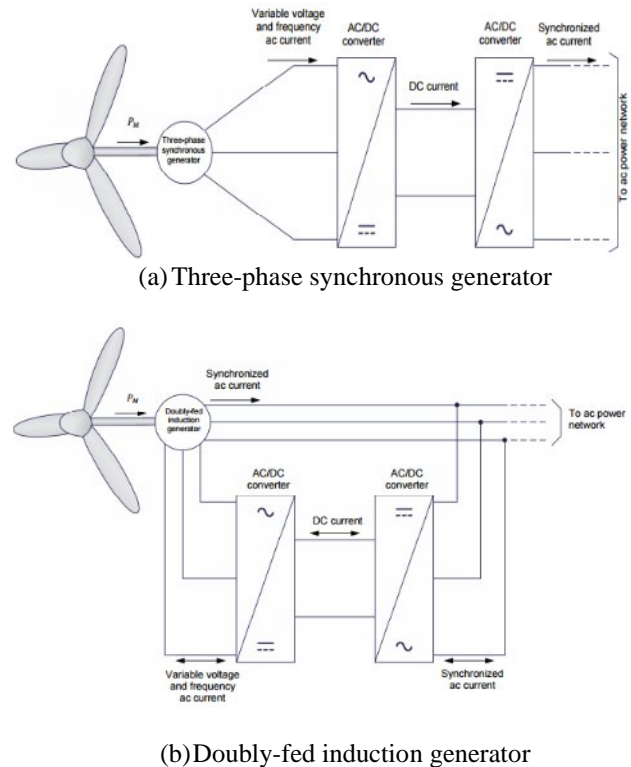 Variable voltage
and frequency
ac current
AC/DC
converter
AC/DC
converter
Synchronized
ac current
DC current
P_M
Three-phase
synchronous
generator
To ac power network
(a) Three-phase synchronous generator
Synchronized
ac current
P_M
Doubly-fed
induction
generator
To ac power
network
AC/DC
converter
AC/DC
converter
DC current
Variable voltage
and frequency
ac current
Synchronized
ac current
(b) Doubly-fed induction generator